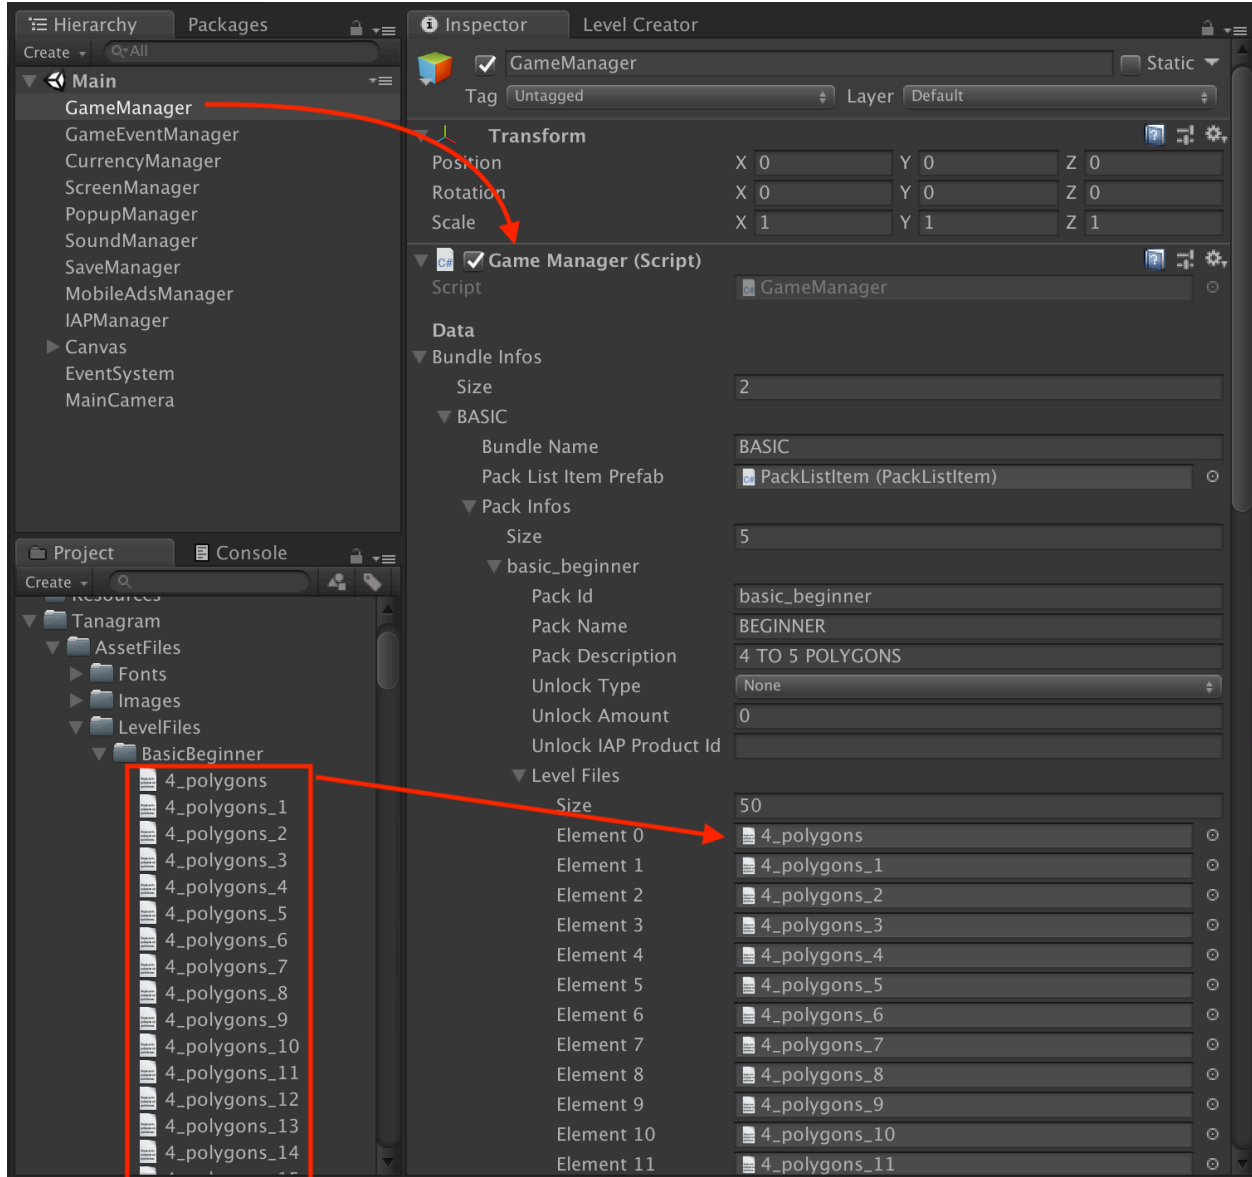 Hierarchy
Packages
Create
All
Main
GameManager
GameEventManager
CurrencyManager
ScreenManager
PopupManager
SoundManager
SaveManager
MobileAdsManager
IAPManager
Canvas
EventSystem
MainCamera
Project
Console
Create
Resources
Tanagram
AssetFiles
Fonts
Images
LevelFiles
BasicBeginner
4_polygons
4_polygons_1
4_polygons_2
4_polygons_3
4_polygons_4
4_polygons_5
4_polygons_6
4_polygons_7
4_polygons_8
4_polygons_9
4_polygons_10
4_polygons_11
4_polygons_12
4_polygons_13
4_polygons_14
Inspector
Level Creator
GameManager
Static
Tag Untagged
Layer Default
Transform
Position X 0 Y 0 Z 0
Rotation X 0 Y 0 Z 0
Scale X 1 Y 1 Z 1
C# Game Manager (Script)
Script GameManager
Data
Bundle Infos
Size 2
BASIC
Bundle Name BASIC
Pack List Item Prefab PackListItem (PackListItem)
Pack Infos
Size 5
basic_beginner
Pack Id basic_beginner
Pack Name BEGINNER
Pack Description 4 TO 5 POLYGONS
Unlock Type None
Unlock Amount 0
Unlock IAP Product Id
Level Files
Size 50
Element 0 4_polygons
Element 1 4_polygons_1
Element 2 4_polygons_2
Element 3 4_polygons_3
Element 4 4_polygons_4
Element 5 4_polygons_5
Element 6 4_polygons_6
Element 7 4_polygons_7
Element 8 4_polygons_8
Element 9 4_polygons_9
Element 10 4_polygons_10
Element 11 4_polygons_11